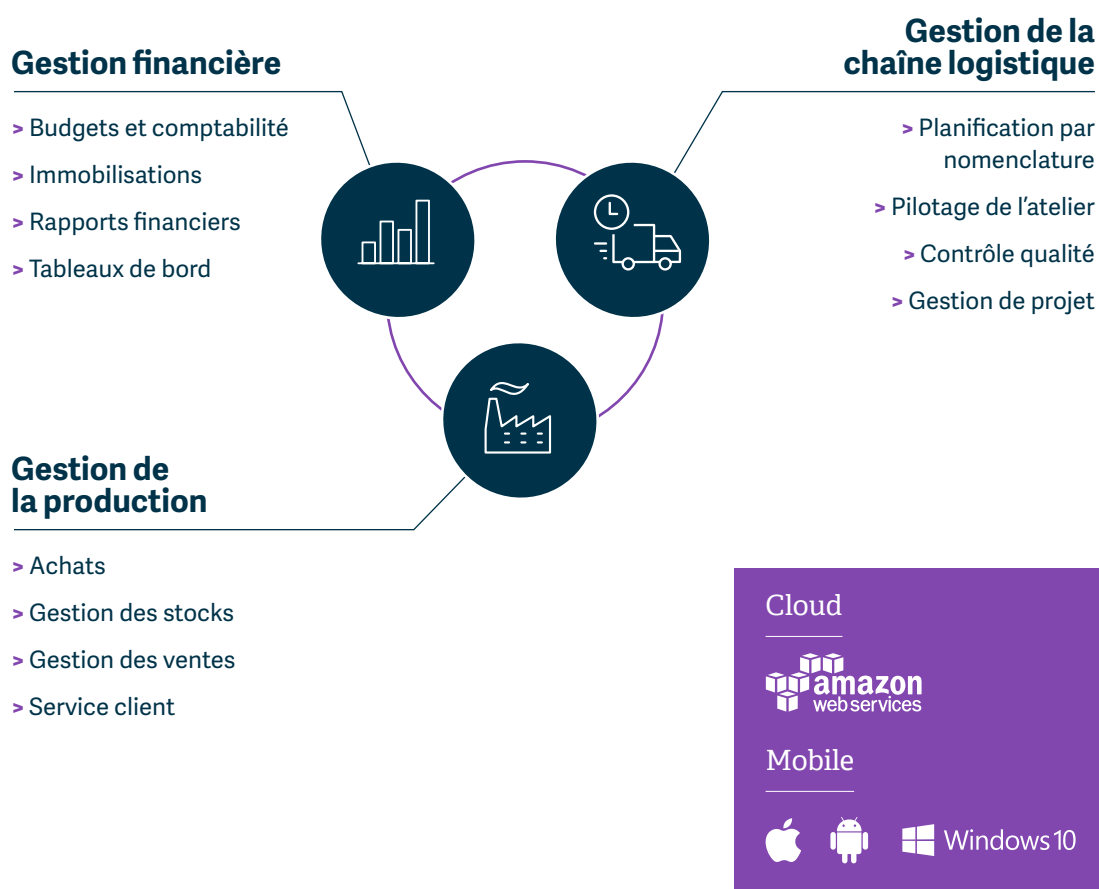 Gestion financière
> Budgets et comptabilité
> Immobilisations
> Rapports financiers
> Tableaux de bord
Gestion de la
chaîne logistique
> Planification par
nomenclature
> Pilotage de l’atelier
> Contrôle qualité
> Gestion de projet
Gestion de
la production
> Achats
> Gestion des stocks
> Gestion des ventes
> Service client
Cloud
amazon
web services
Mobile
Windows 10